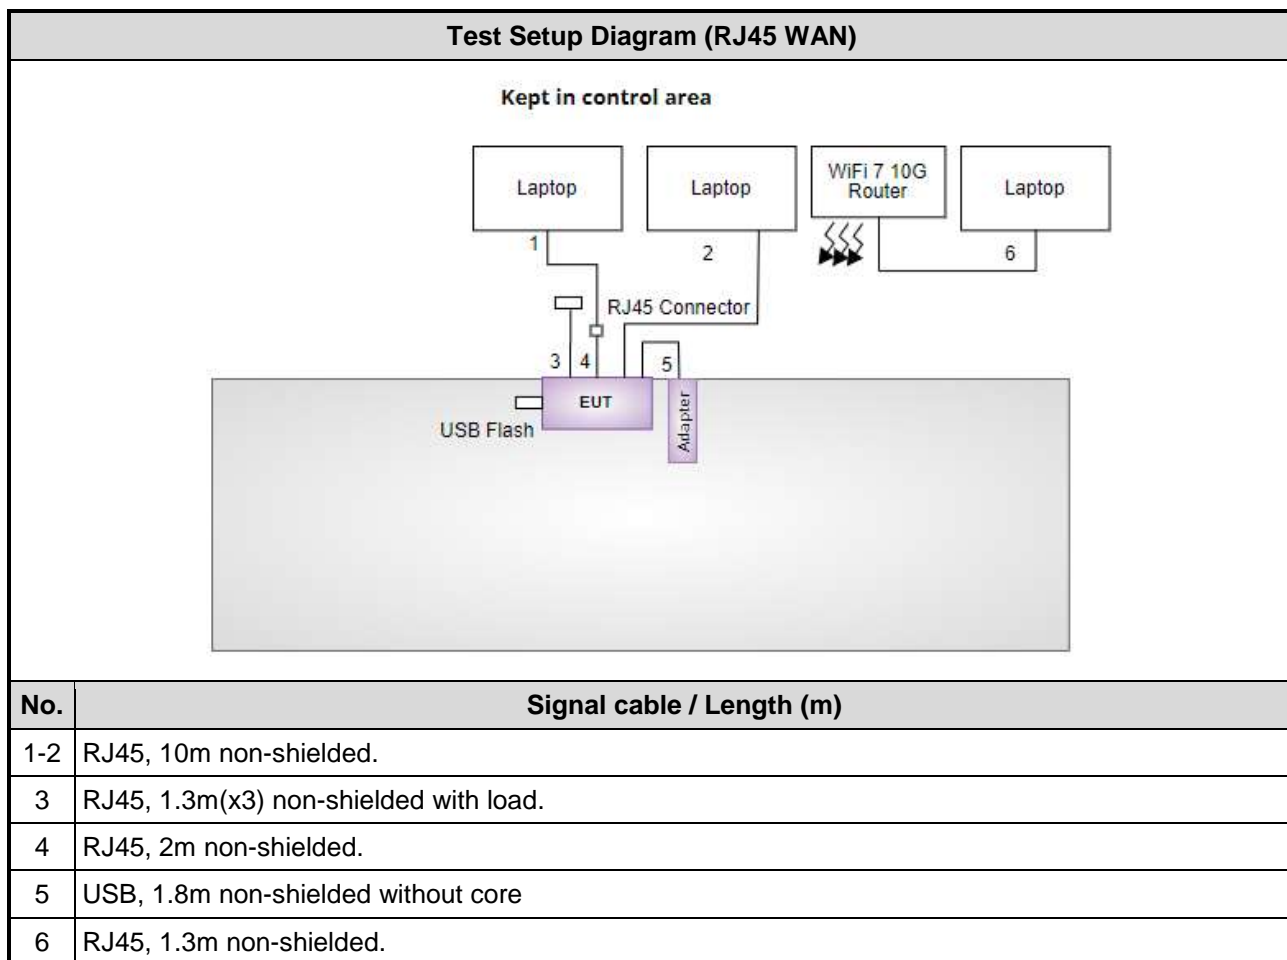 Test Setup Diagram (RJ45 WAN)
Kept in control area
Laptop
Laptop
WiFi 7 10G
Router
Laptop
1
2
6
RJ45 Connector
3
4
5
EUT
Adapter
USB Flash
No. Signal cable / Length (m)
1-2 RJ45, 10m non-shielded.
3 RJ45, 1.3m(x3) non-shielded with load.
4 RJ45, 2m non-shielded.
5 USB, 1.8m non-shielded without core
6 RJ45, 1.3m non-shielded.